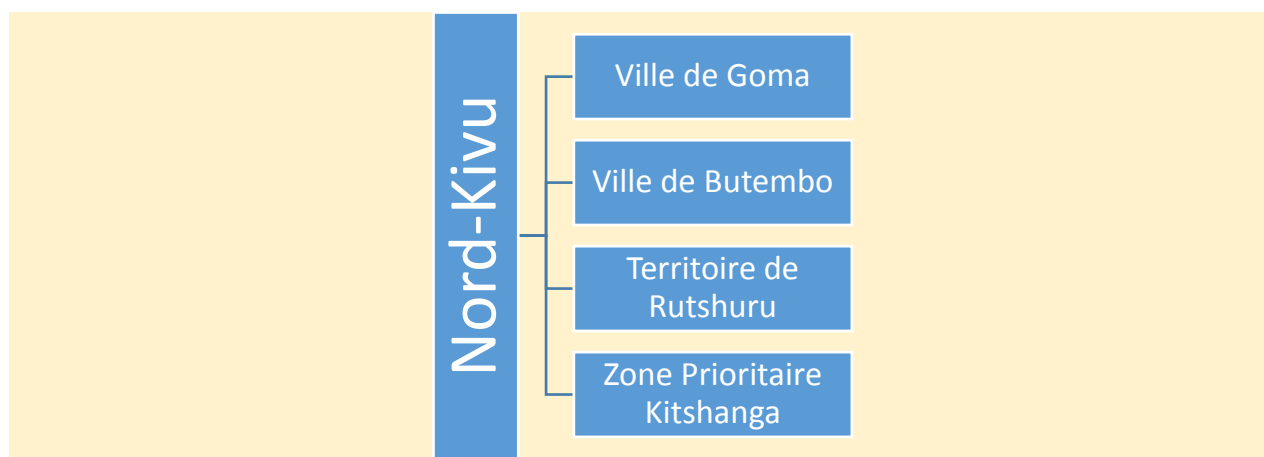 Nord-Kivu
Ville de Goma
Ville de Butembo
Territoire de
Rutshuru
Zone Prioritaire
Kitshanga